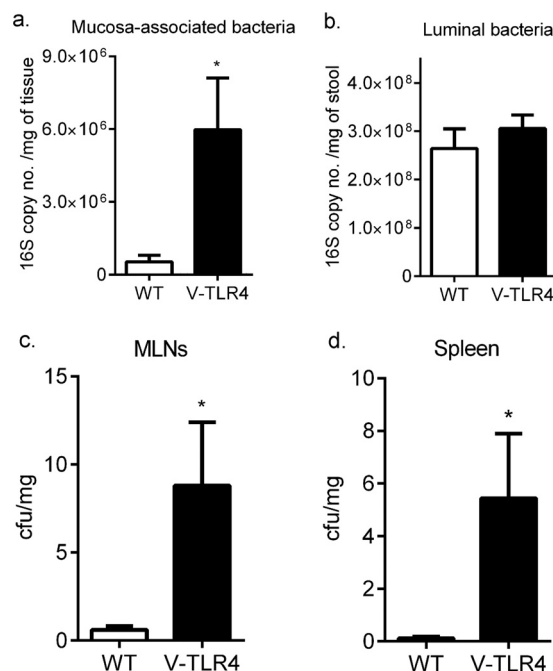 a.
Mucosa-associated bacteria
16S copy no. /mg of tissue
9.0×10⁶
6.0×10⁶
3.0×10⁶
0
*
WT
V-TLR4
b.
Luminal bacteria
16S copy no. /mg of stool
4.0×10⁸
3.0×10⁸
2.0×10⁸
1.0×10⁸
0
WT
V-TLR4
c.
MLNs
cfu/mg
15
10
5
0
*
WT
V-TLR4
d.
Spleen
cfu/mg
10
8
6
4
2
0
*
WT
V-TLR4